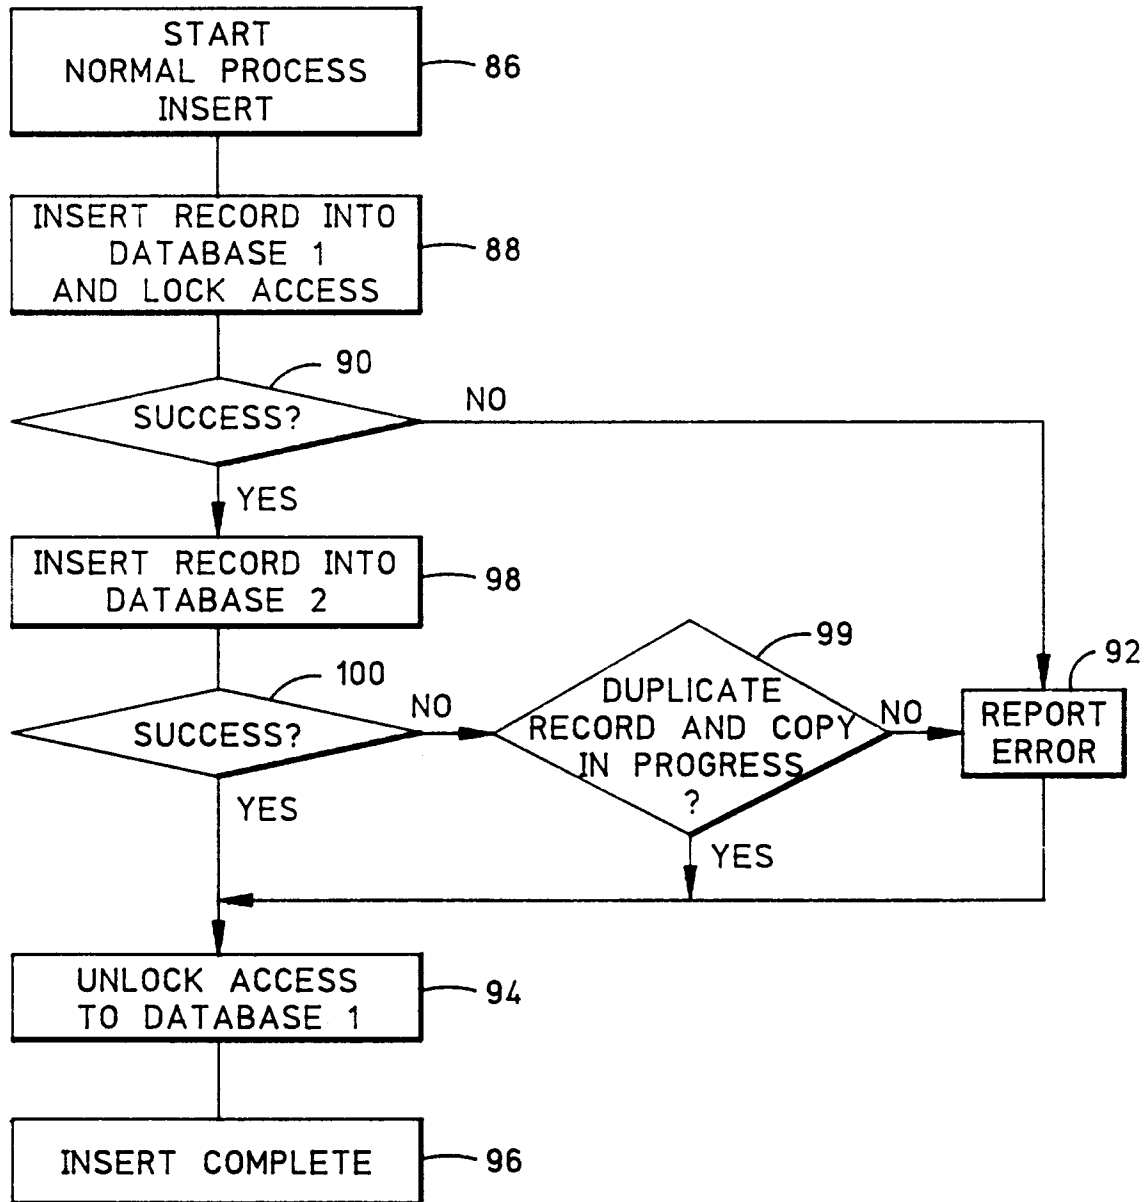 START
NORMAL PROCESS
INSERT
86
INSERT RECORD INTO
DATABASE 1
AND LOCK ACCESS
88
90
SUCCESS?
NO
YES
INSERT RECORD INTO
DATABASE 2
98
100
SUCCESS?
NO
YES
99
DUPLICATE
RECORD AND COPY
IN PROGRESS
?
NO
YES
92
REPORT
ERROR
UNLOCK ACCESS
TO DATABASE 1
94
INSERT COMPLETE
96